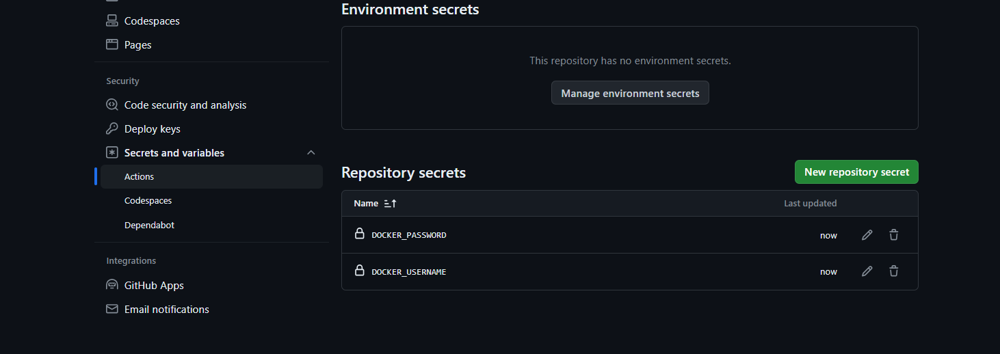 Codespaces
Pages
Security
Code security and analysis
Deploy keys
Secrets and variables
Actions
Codespaces
Dependabot
Integrations
GitHub Apps
Email notifications
Environment secrets
This repository has no environment secrets.
Manage environment secrets
Repository secrets
New repository secret
Name Last updated
DOCKER_PASSWORD now
DOCKER_USERNAME now